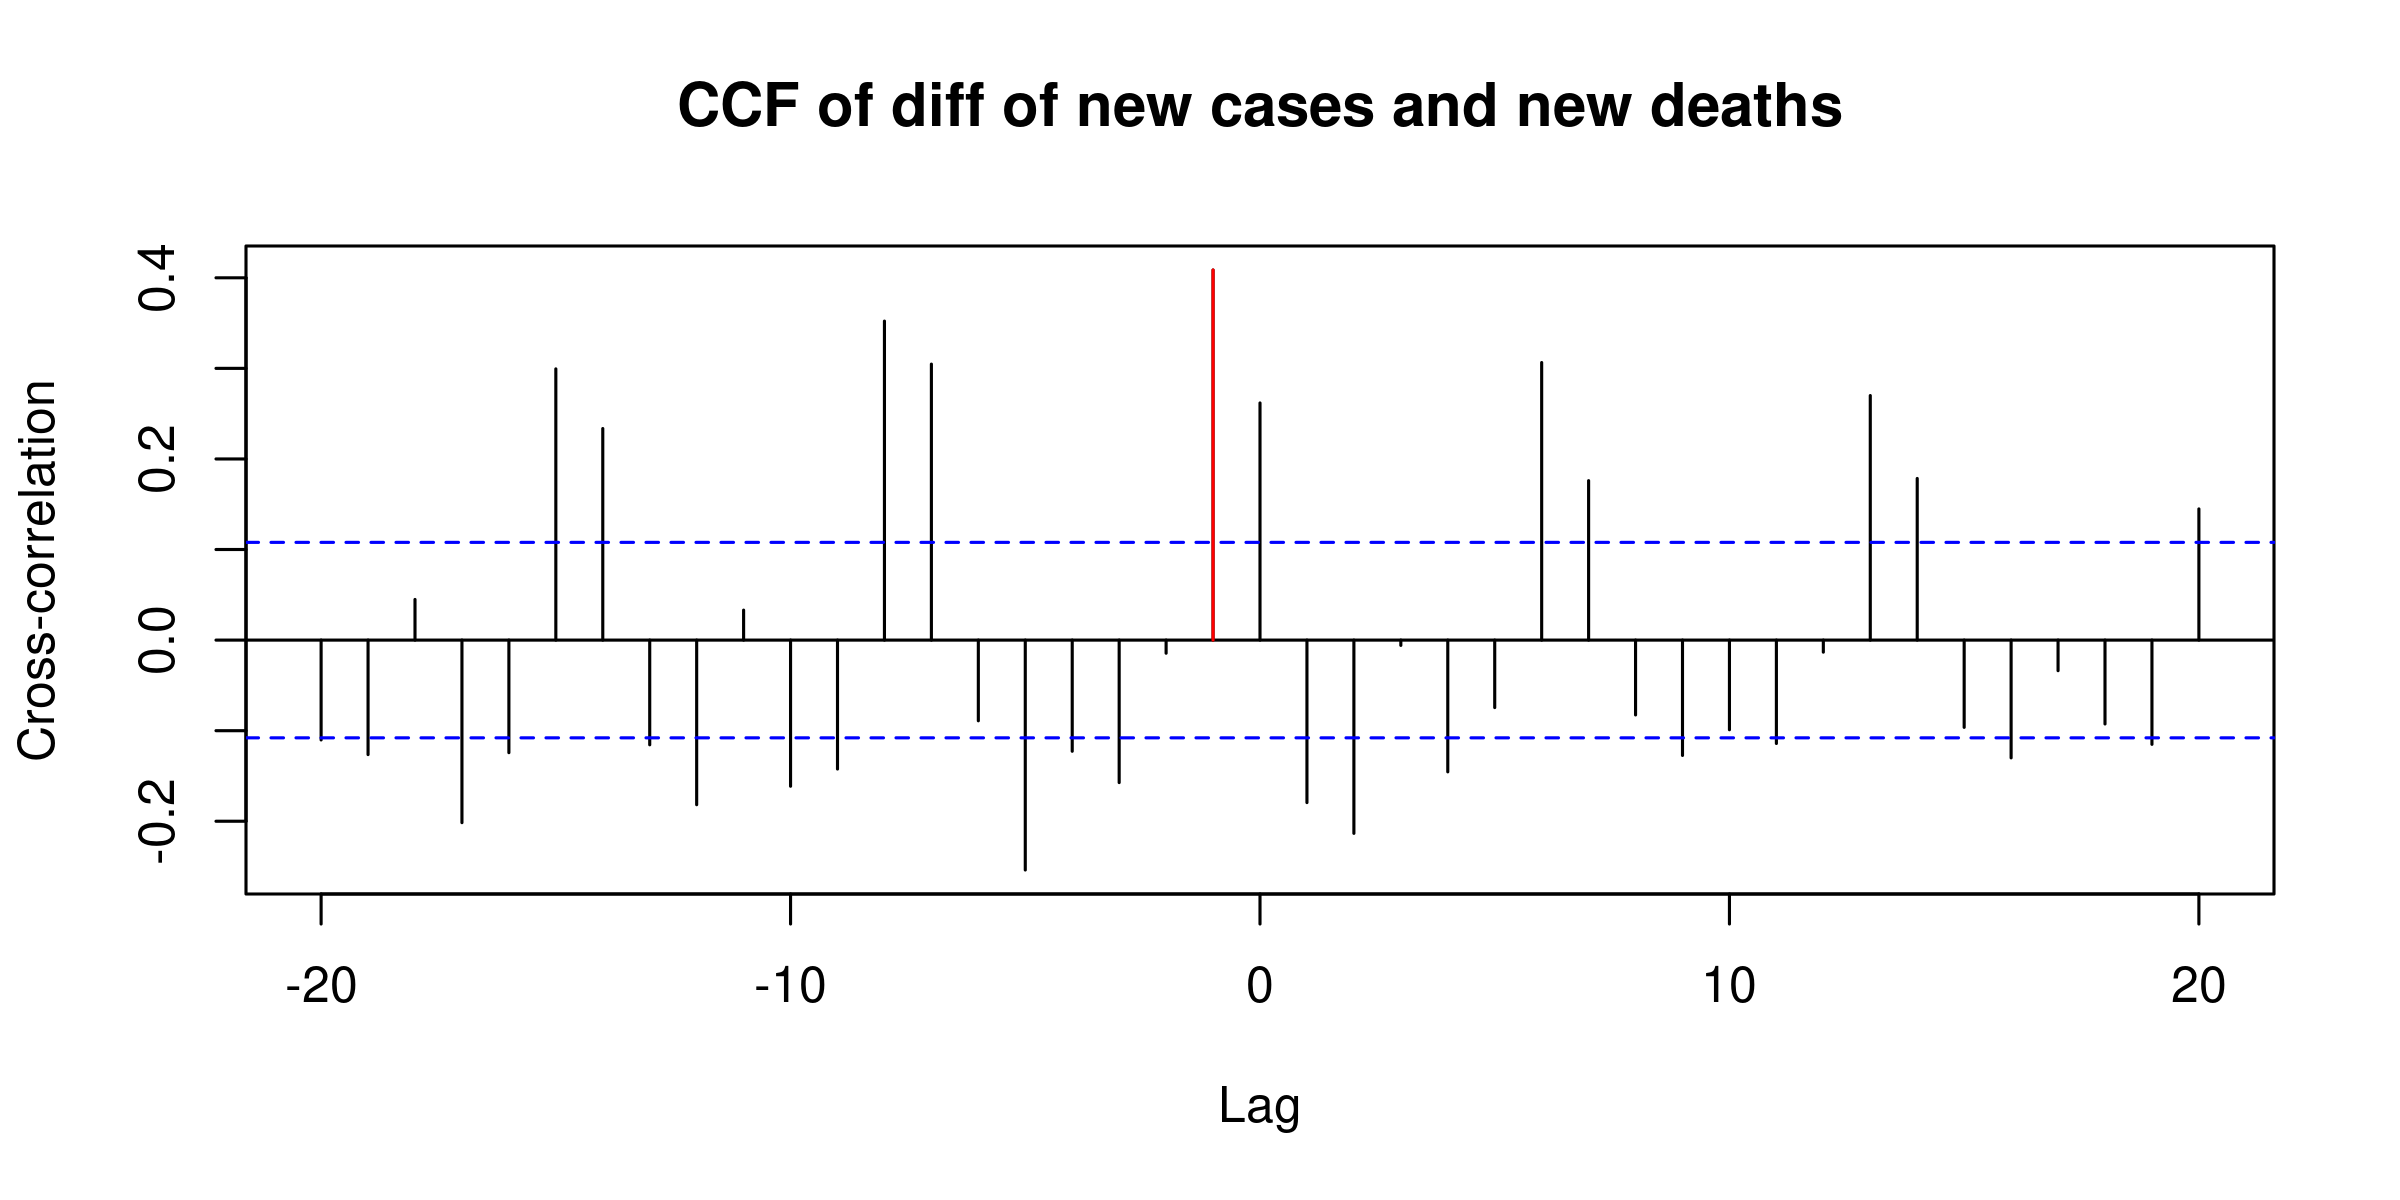 CCF of diff of new cases and new deaths
Cross-correlation
0.4
0.2
0.0
-0.2
-20 -10 0 10 20
Lag